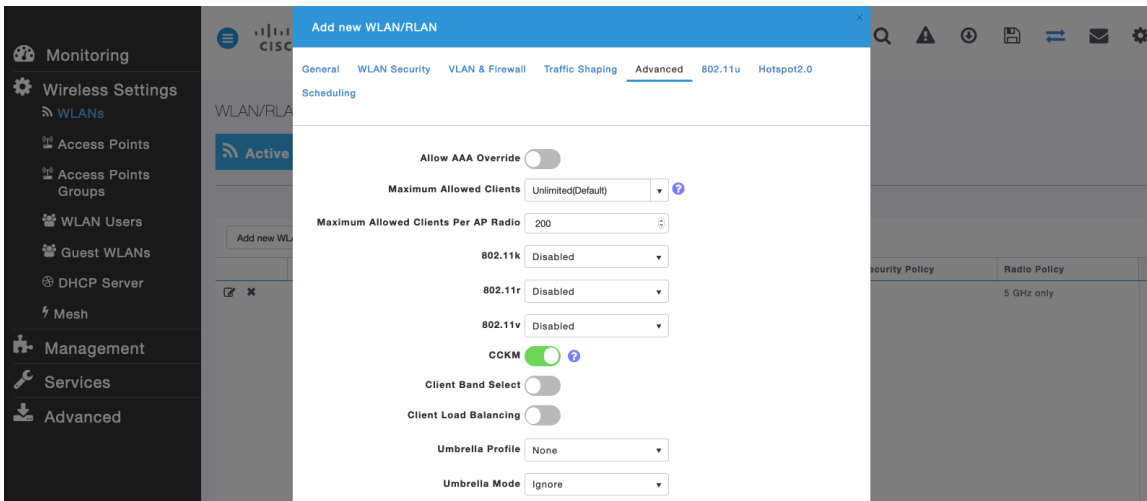 Add new WLAN/RLAN
×
CISC
Monitoring
Wireless Settings
WLANs
Access Points
Access Points
Groups
WLAN Users
Guest WLANs
DHCP Server
Mesh
Management
Services
Advanced
WLAN/RLA
Active
Add new WL
General WLAN Security VLAN & Firewall Traffic Shaping Advanced 802.11u Hotspot2.0
Scheduling
Allow AAA Override
Maximum Allowed Clients Unlimited(Default) ?
Maximum Allowed Clients Per AP Radio 200
802.11k Disabled
802.11r Disabled
802.11v Disabled
CCKM ?
Client Band Select
Client Load Balancing
Umbrella Profile None
Umbrella Mode Ignore
ecurity Policy Radio Policy
5 GHz only